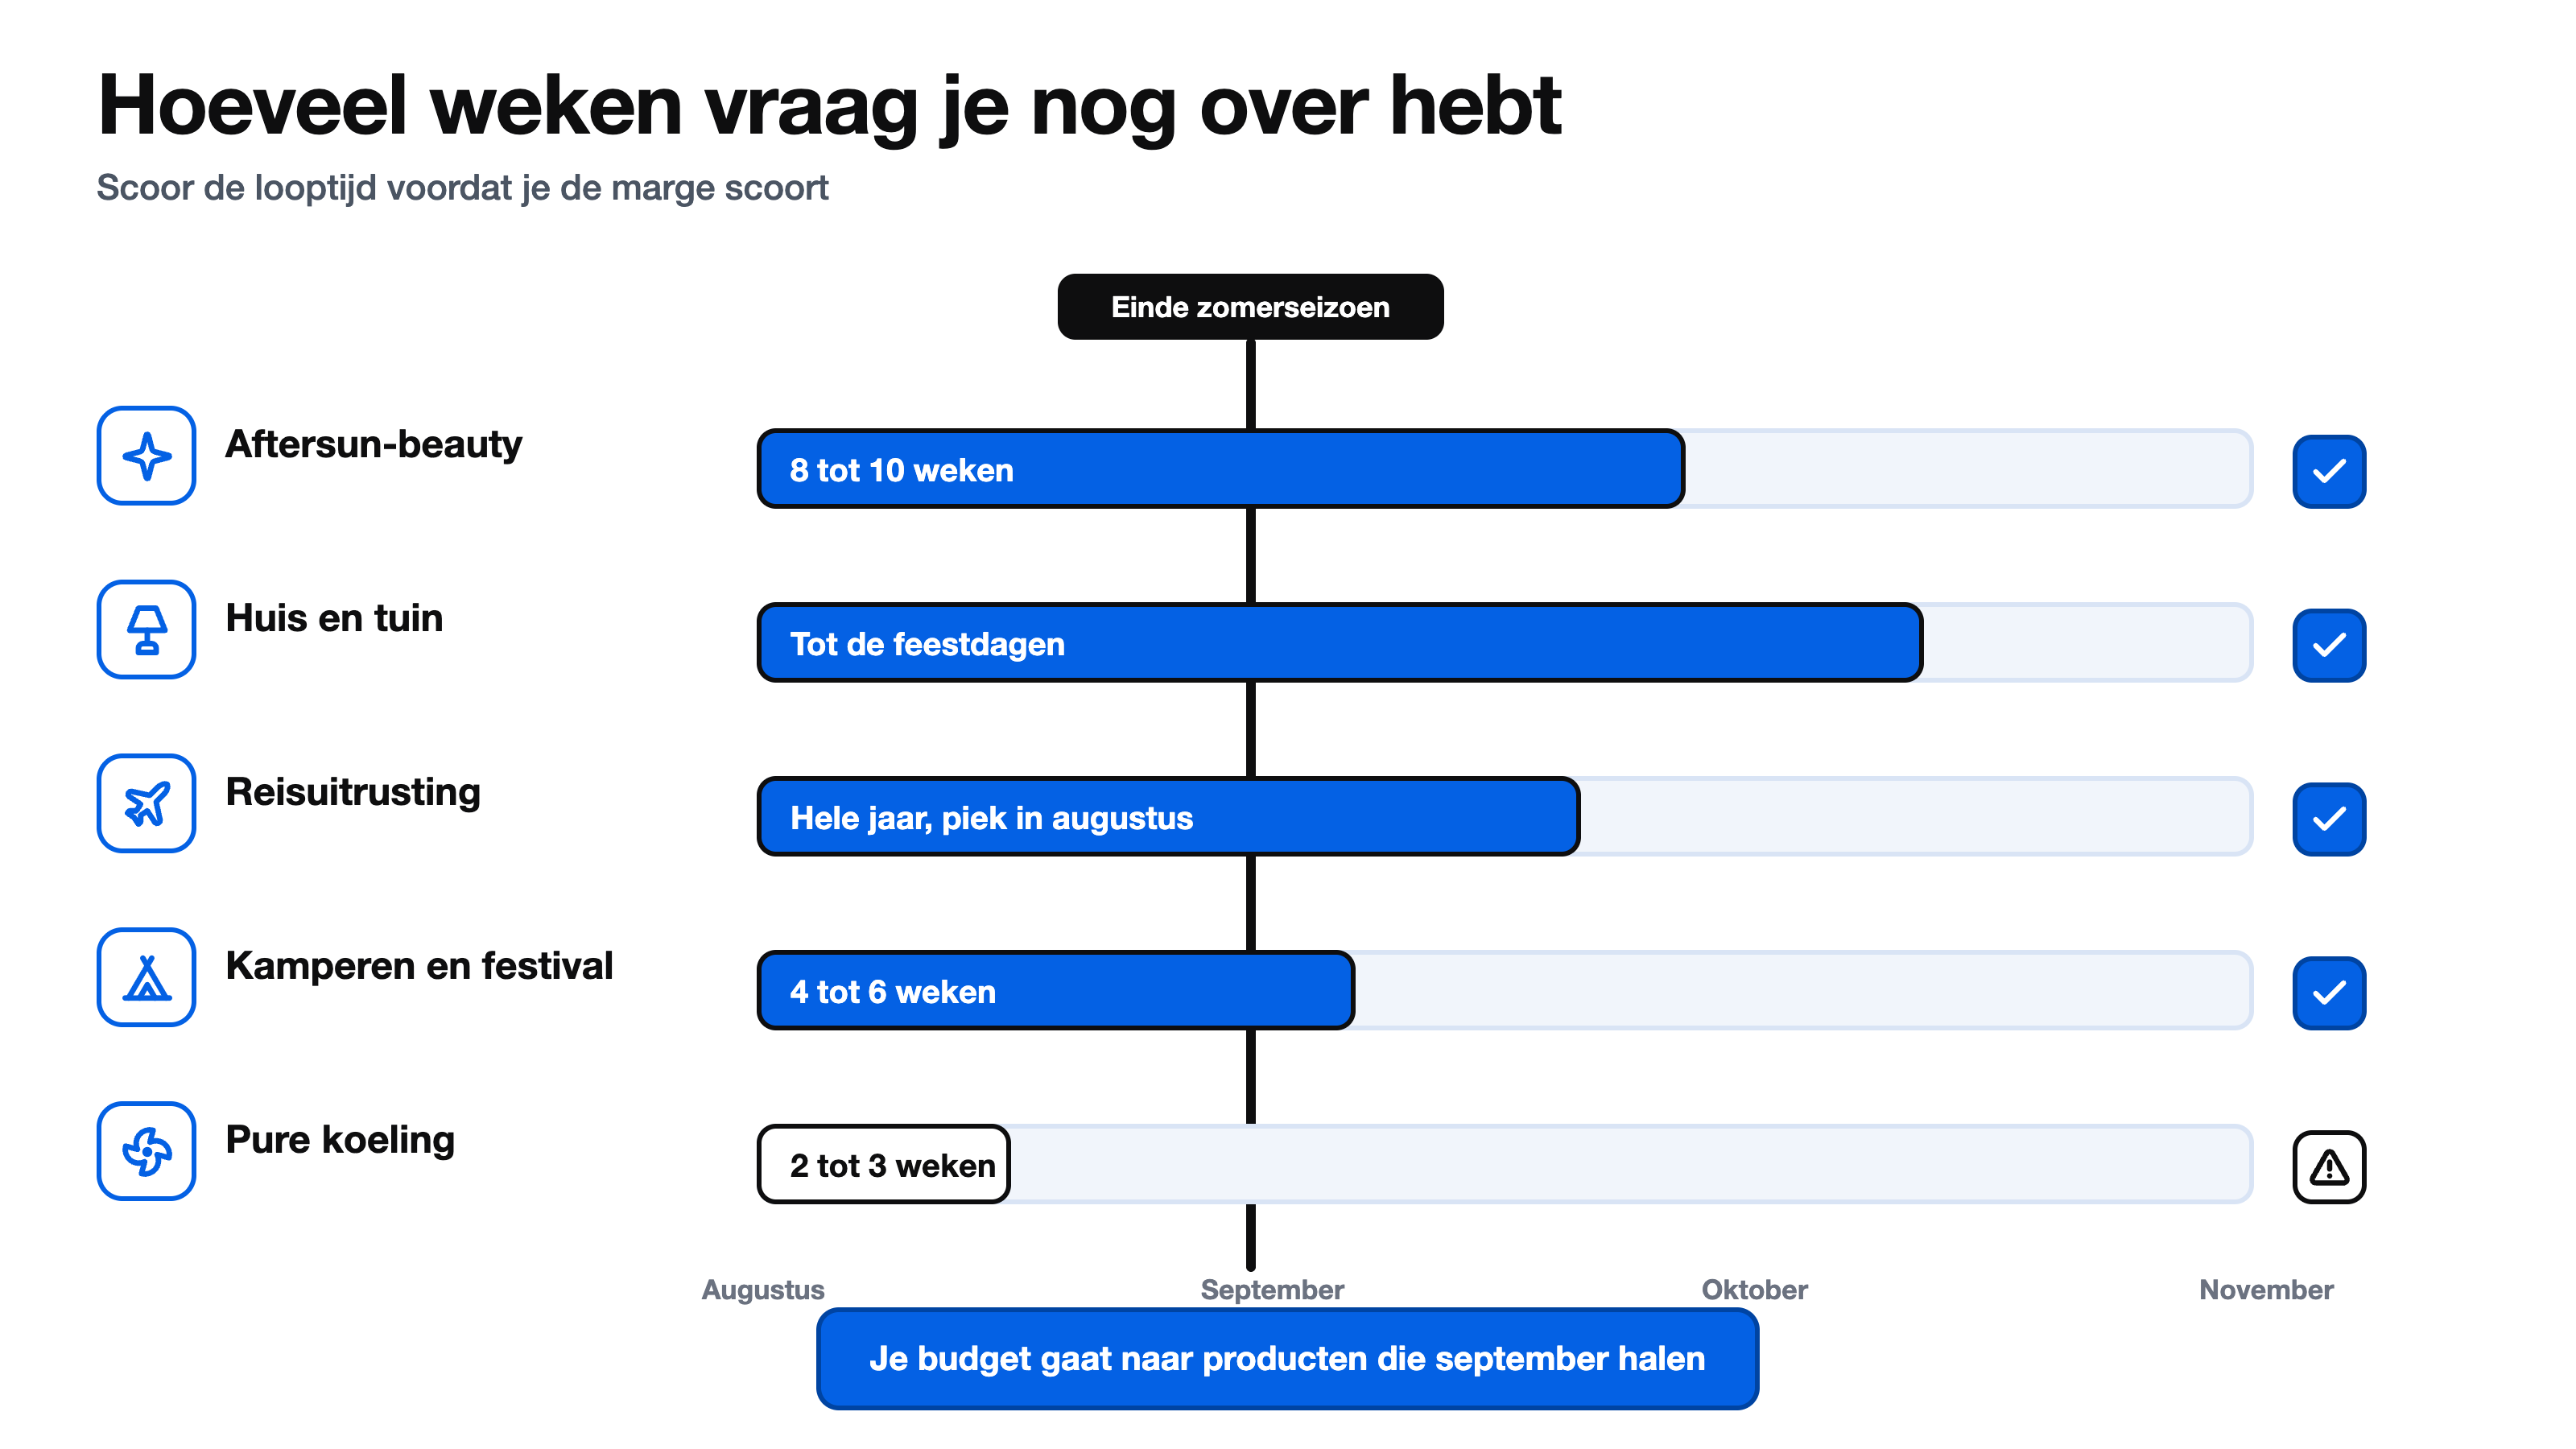 Hoeveel weken vraag je nog over hebt
Scoor de looptijd voordat je de marge scoort
Einde zomerseizoen
Aftersun-beauty
8 tot 10 weken
Huis en tuin
Tot de feestdagen
Reisuitrusting
Hele jaar, piek in augustus
Kamperen en festival
4 tot 6 weken
Pure koeling
2 tot 3 weken
Augustus
September
Oktober
November
Je budget gaat naar producten die september halen